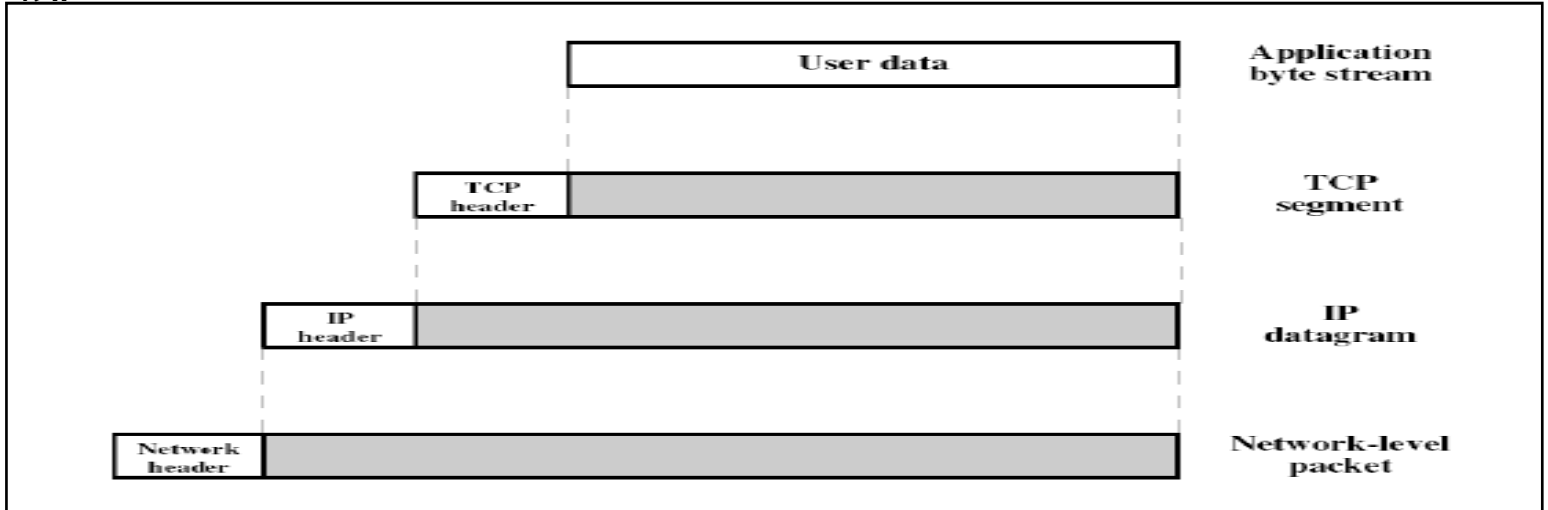 User data
Application
byte stream
TCP
header
TCP
segment
IP
header
IP
datagram
Network
header
Network-level
packet